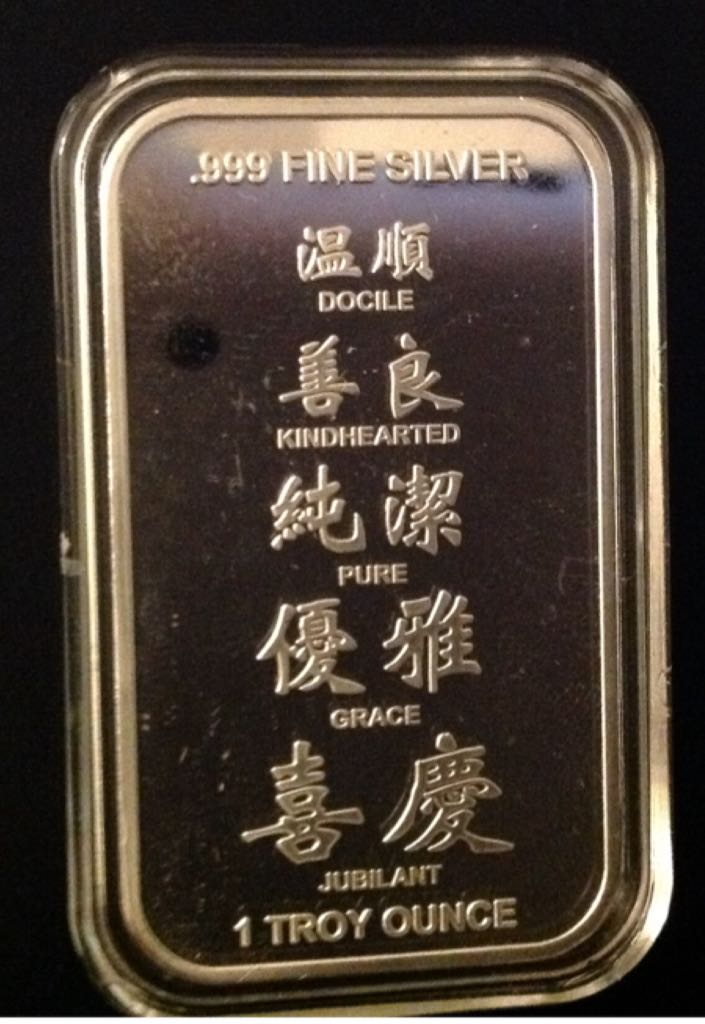 .999 FINE SILVER
温順
DOCILE
善良
KINDHEARTED
純潔
PURE
優雅
GRACE
喜慶
JUBILANT
1 TROY OUNCE